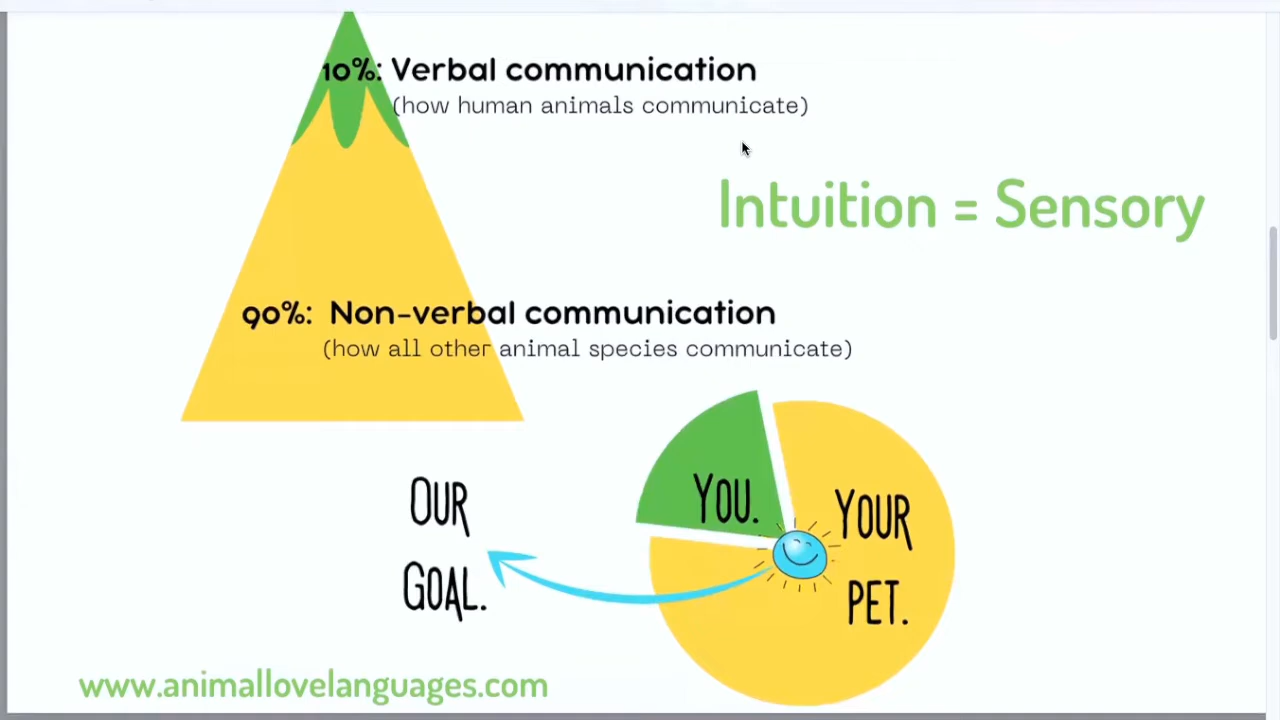 10%: Verbal communication
(how human animals communicate)
Intuition = Sensory
90%: Non-verbal communication
(how all other animal species communicate)
OUR
GOAL.
YOU.
YOUR
PET.
www.animallovelanguages.com